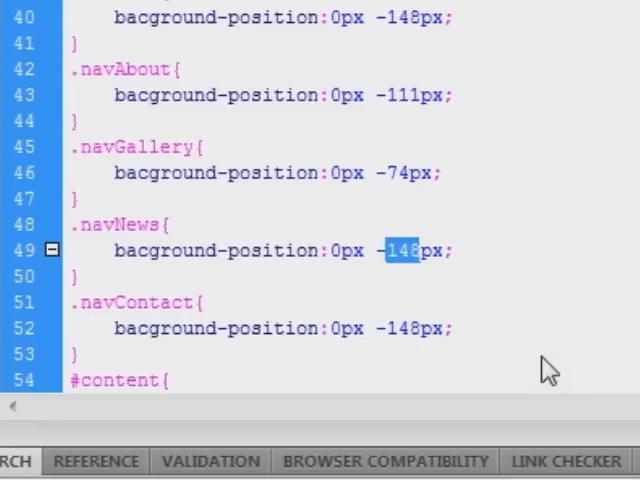 40 bacground-position:0px -148px;
41 }
42 .navAbout{
43 bacground-position:0px -111px;
44 }
45 .navGallery{
46 bacground-position:0px -74px;
47 }
48 .navNews{
49 bacground-position:0px -148px;
50 }
51 .navContact{
52 bacground-position:0px -148px;
53 }
54 #content{
RCH REFERENCE VALIDATION BROWSER COMPATIBILITY LINK CHECKER